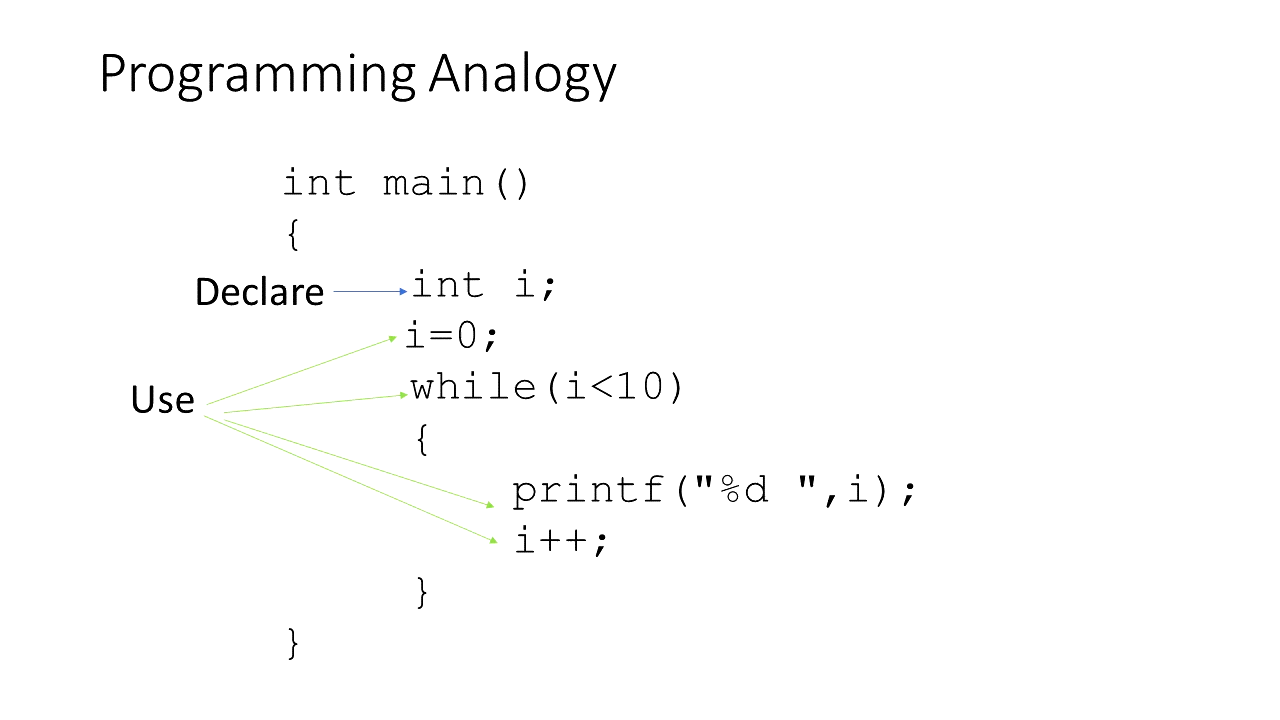 Programming Analogy
int main()
{
Declare
int i;
i=0;
Use
while(i<10)
{
printf("%d ",i);
i++;
}
}